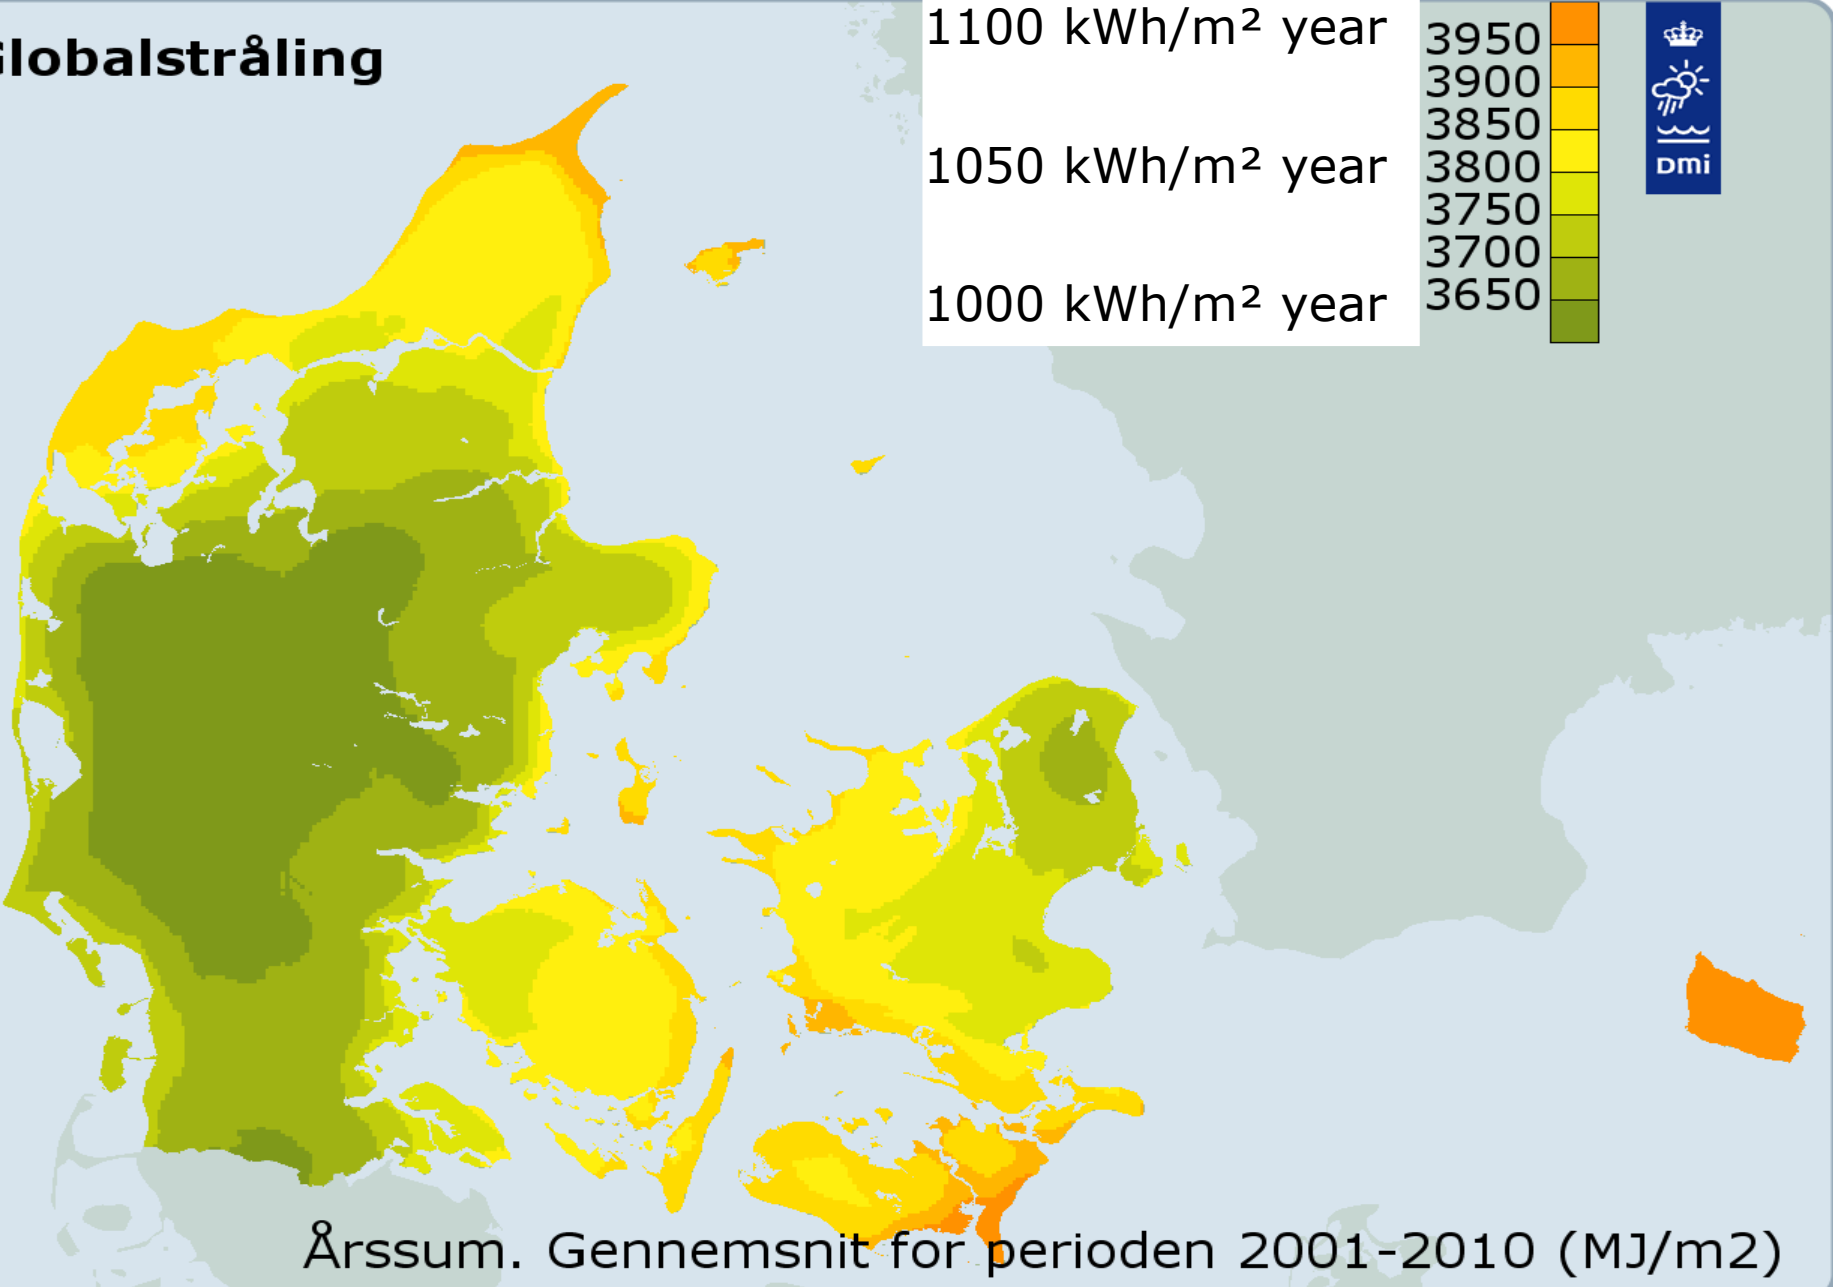 Globalstråling
1100 kWh/m² year
1050 kWh/m² year
1000 kWh/m² year
3950
3900
3850
3800
3750
3700
3650
DMi
Årssum. Gennemsnit for perioden 2001-2010 (MJ/m2)